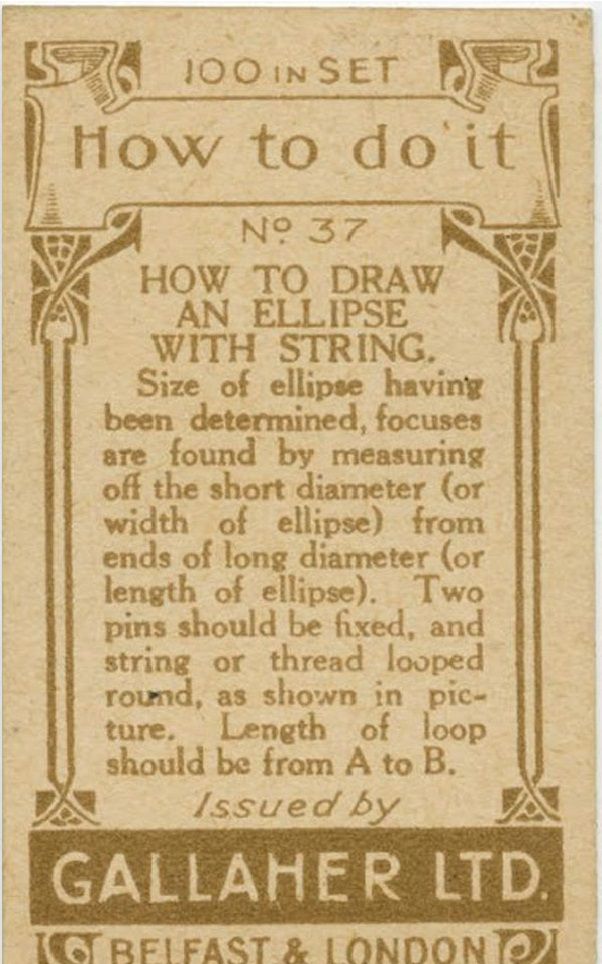 100 IN SET
How to do it
No 37
HOW TO DRAW
AN ELLIPSE
WITH STRING.
Size of ellipse having
been determined, focuses
are found by measuring
off the short diameter (or
width of ellipse) from
ends of long diameter (or
length of ellipse). Two
pins should be fixed, and
string or thread looped
round, as shown in pic-
ture. Length of loop
should be from A to B.
Issued by
GALLAHER LTD.
BELFAST & LONDON